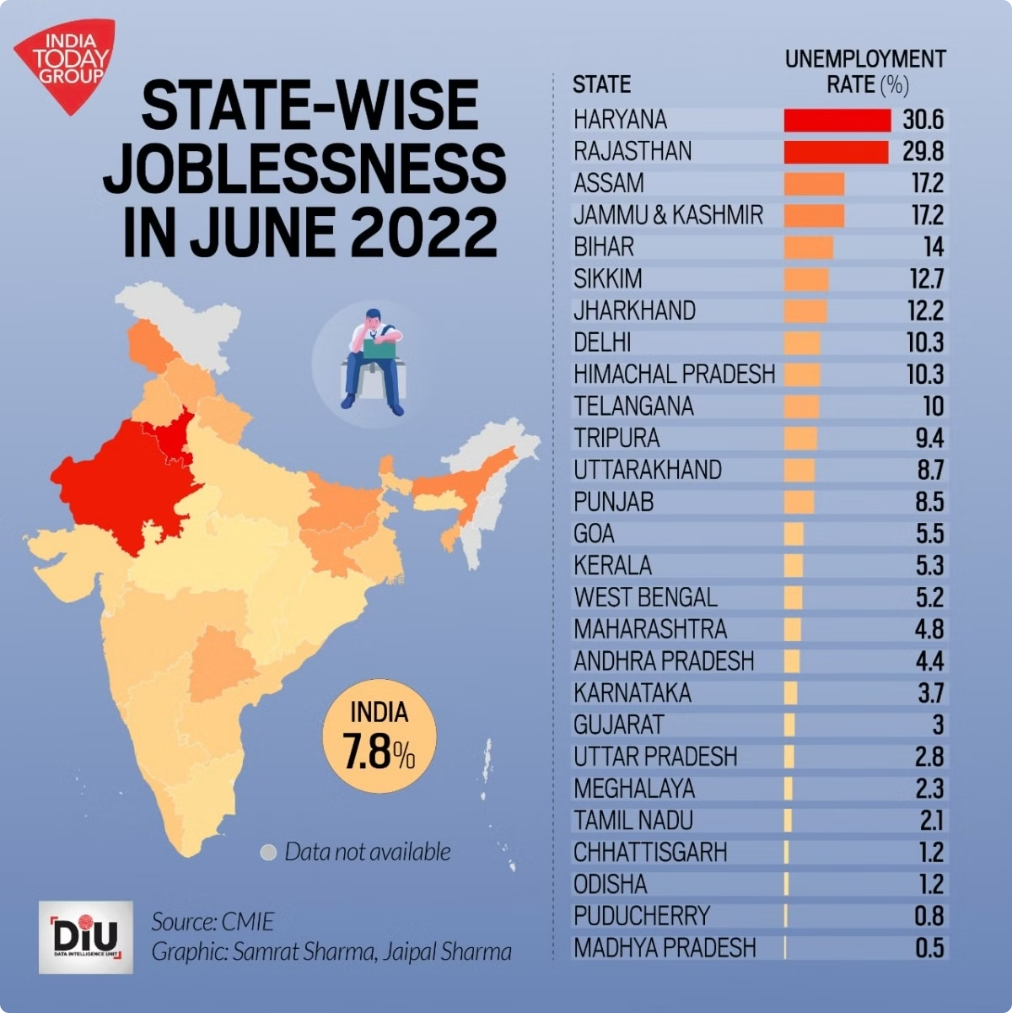 INDIA
TODAY
GROUP
STATE-WISE
JOBLESSNESS
IN JUNE 2022
INDIA
7.8%
Data not available
DiU
DATA INTELLIGENCE UNIT
Source: CMIE
Graphic: Samrat Sharma, Jaipal Sharma
STATE UNEMPLOYMENT RATE (%)
HARYANA 30.6
RAJASTHAN 29.8
ASSAM 17.2
JAMMU & KASHMIR 17.2
BIHAR 14
SIKKIM 12.7
JHARKHAND 12.2
DELHI 10.3
HIMACHAL PRADESH 10.3
TELANGANA 10
TRIPURA 9.4
UTTARAKHAND 8.7
PUNJAB 8.5
GOA 5.5
KERALA 5.3
WEST BENGAL 5.2
MAHARASHTRA 4.8
ANDHRA PRADESH 4.4
KARNATAKA 3.7
GUJARAT 3
UTTAR PRADESH 2.8
MEGHALAYA 2.3
TAMIL NADU 2.1
CHHATTISGARH 1.2
ODISHA 1.2
PUDUCHERRY 0.8
MADHYA PRADESH 0.5